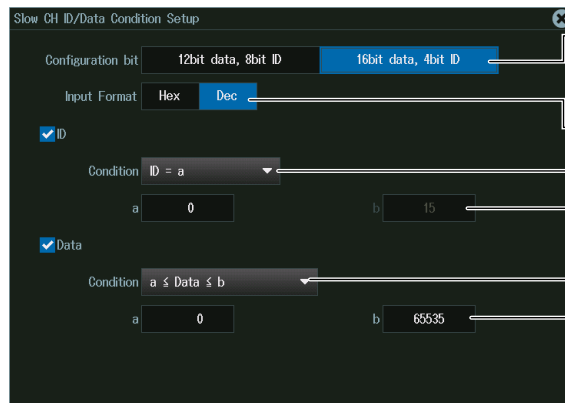 Slow CH ID/Data Condition Setup
Configuration bit 12bit data, 8bit ID 16bit data, 4bit ID
Input Format Hex Dec
ID
Condition ID = a
a 0 b 15
Data
Condition a ≤ Data ≤ b
a 0 b 65535